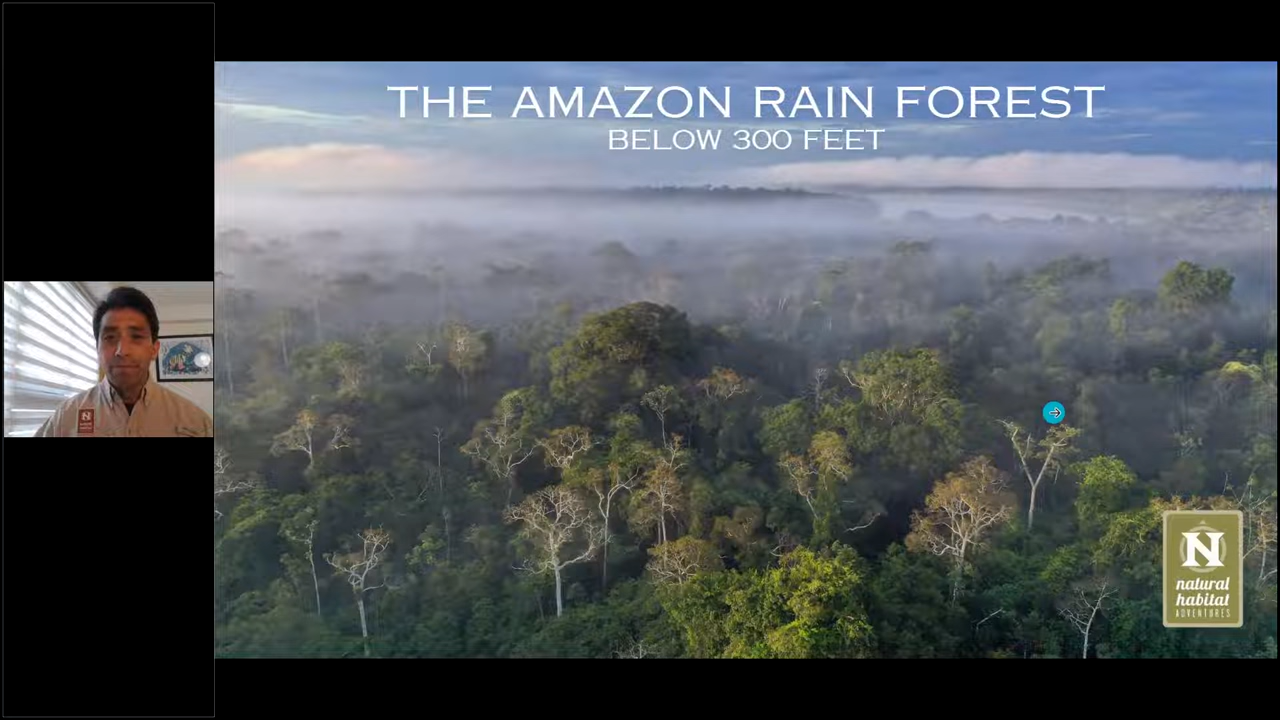 THE AMAZON RAIN FOREST
BELOW 300 FEET
N
natural
habitat
ADVENTURES
N